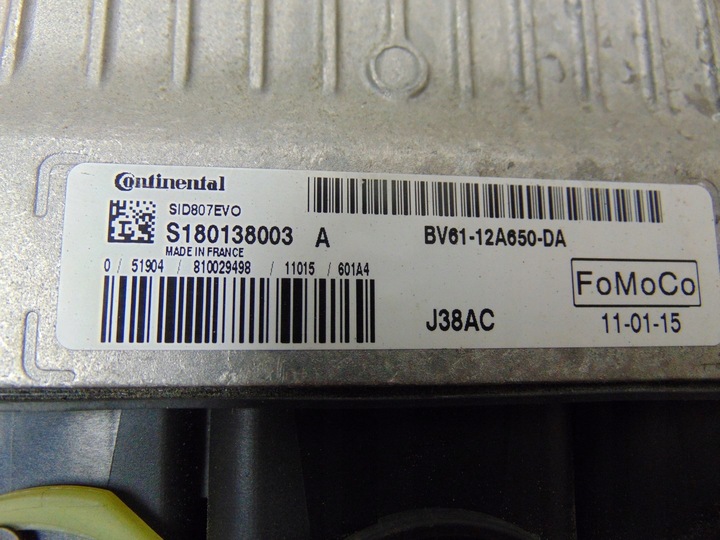 Continental
SID807EVO
S180138003 A
MADE IN FRANCE
0 / 51904 / 810029498 / 11015 / 601A4
BV61-12A650-DA
FoMoCo
J38AC
11-01-15